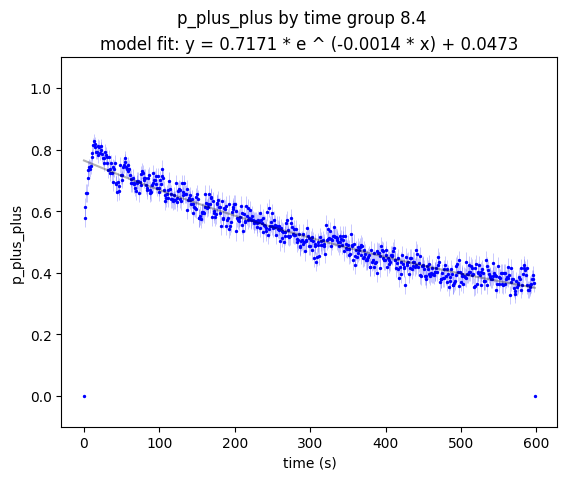 p_plus_plus by time group 8.4
model fit: y = 0.7171 * e ^ (-0.0014 * x) + 0.0473
1.0
0.8
0.6
0.4
0.2
0.0
p_plus_plus
0 100 200 300 400 500 600
time (s)